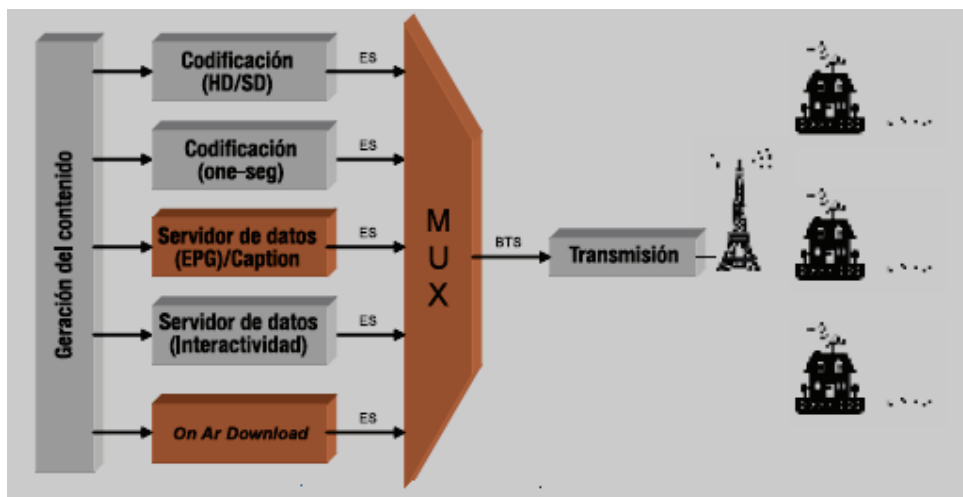 Geración del contenido
Codificación
(HD/SD)
ES
Codificación
(one-seg)
ES
Servidor de datos
(EPG)/Caption
ES
Servidor de datos
(Interactividad)
ES
On Ar Download
ES
M
U
X
BTS
Transmisión